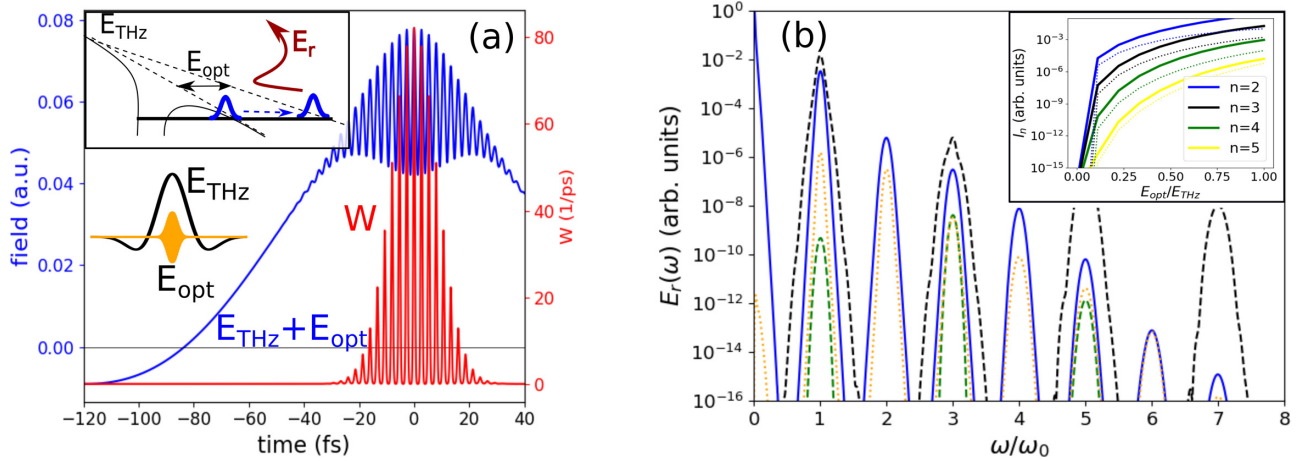 (a)
E_THz
E_opt
E_r
E_THz
E_opt
W
E_THz+E_opt
field (a.u.)
0.08
0.06
0.04
0.02
0.00
−120
−100
−80
−60
−40
−20
0
20
40
time (fs)
80
60
40
20
0
W (1/ps)
(b)
E_r(ω) (arb. units)
10^0
10^−2
10^−4
10^−6
10^−8
10^−10
10^−12
10^−14
10^−16
0
1
2
3
4
5
6
7
8
ω/ω_0
I_n (arb. units)
10^−3
10^−6
10^−9
10^−12
10^−15
n=2
n=3
n=4
n=5
0.00
0.25
0.50
0.75
1.00
E_opt/E_THz